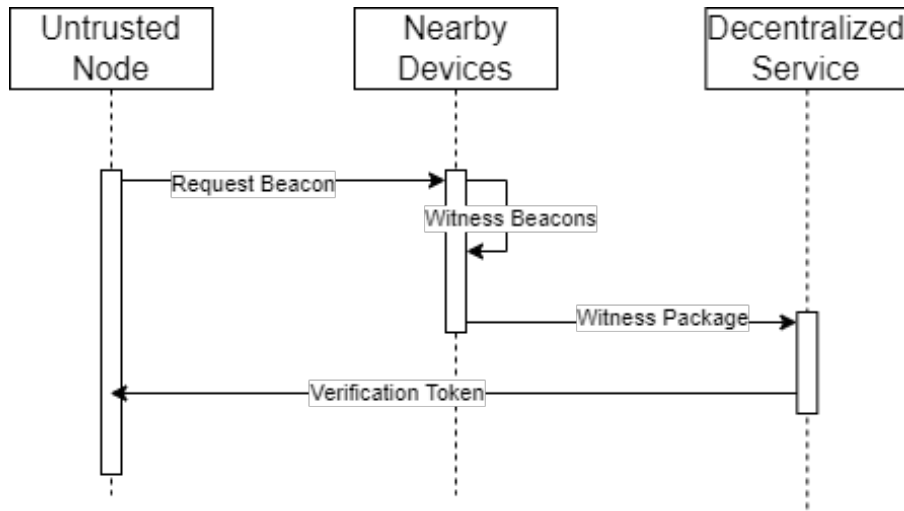 Untrusted
Node
Nearby
Devices
Decentralized
Service
Request Beacon
Witness Beacons
Witness Package
Verification Token